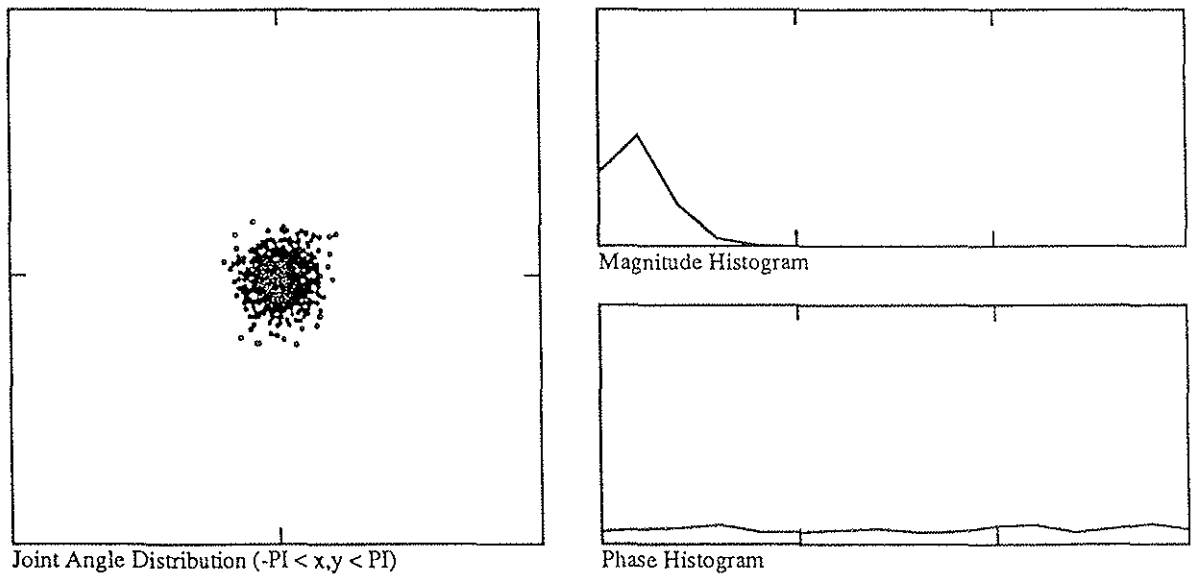 Magnitude Histogram
Joint Angle Distribution (-PI < x,y < PI)
Phase Histogram